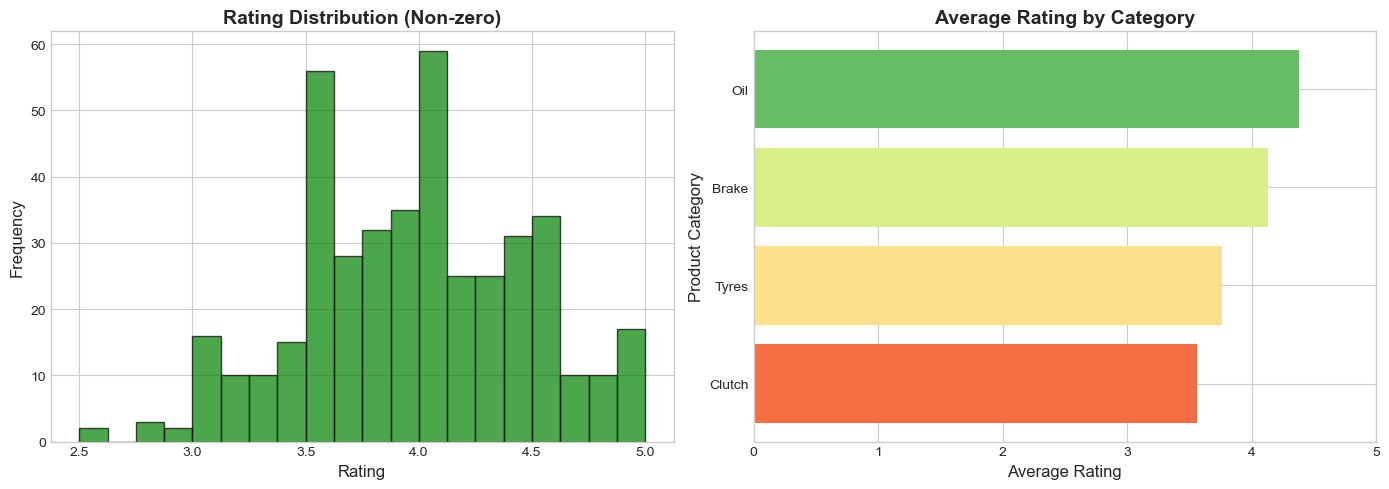 Rating Distribution (Non-zero)
Frequency
60
50
40
30
20
10
0
2.5 3.0 3.5 4.0 4.5 5.0
Rating
Average Rating by Category
Product Category
Oil
Brake
Tyres
Clutch
0 1 2 3 4 5
Average Rating